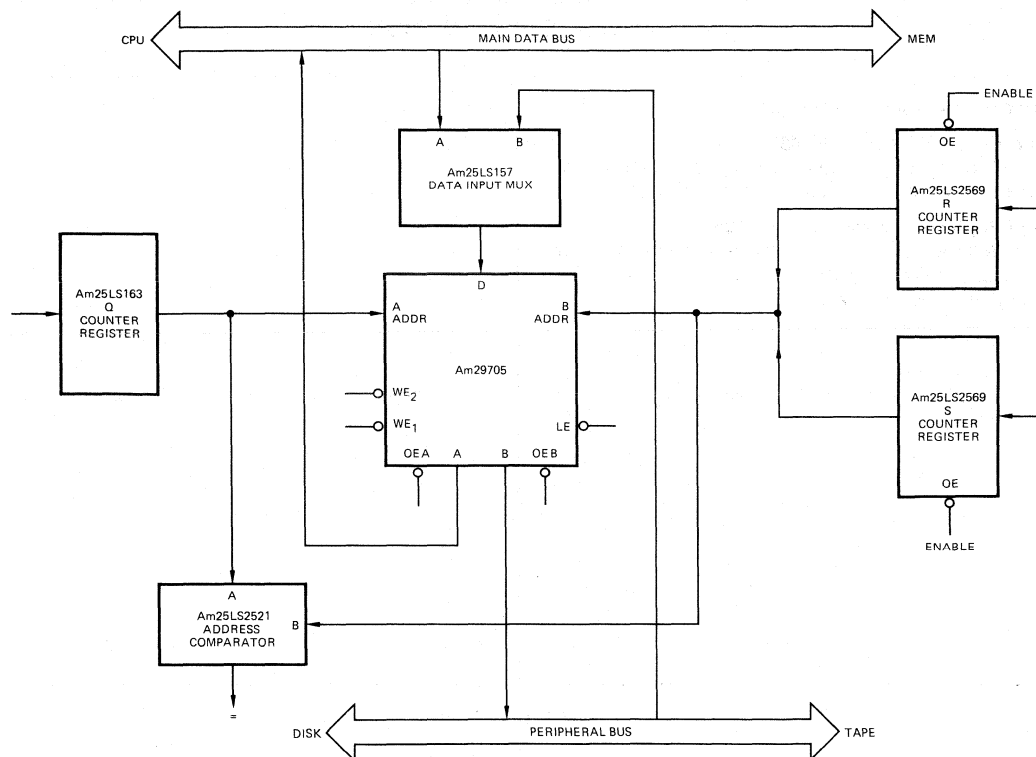 CPU
MAIN DATA BUS
MEM
ENABLE
A
B
Am25LS157
DATA INPUT MUX
OE
Am25LS2569
R
COUNTER
REGISTER
Am25LS163
Q
COUNTER
REGISTER
D
A
ADDR
B
ADDR
Am29705
WE2
WE1
LE
OEA
A
B
OEB
Am25LS2569
S
COUNTER
REGISTER
OE
ENABLE
A
Am25LS2521
ADDRESS
COMPARATOR
B
=
DISK
PERIPHERAL BUS
TAPE